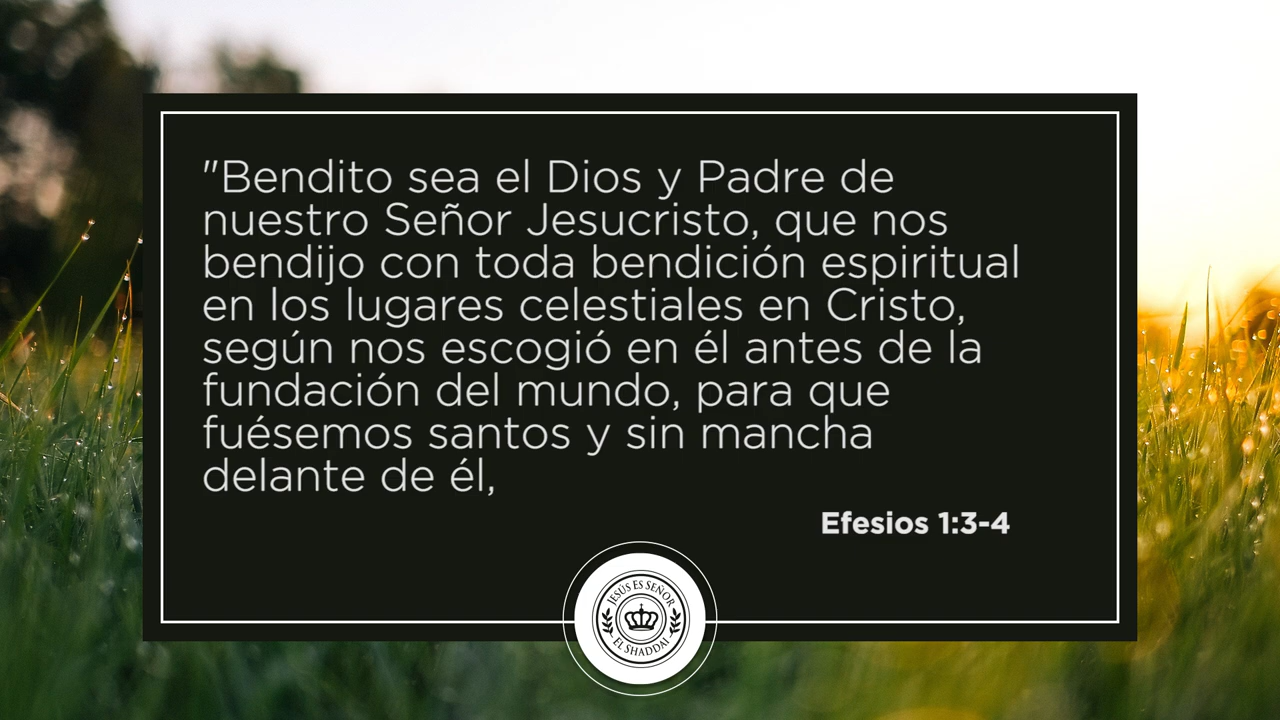 "Bendito sea el Dios y Padre de
nuestro Señor Jesucristo, que nos
bendijo con toda bendición espiritual
en los lugares celestiales en Cristo,
según nos escogió en él antes de la
fundación del mundo, para que
fuésemos santos y sin mancha
delante de él,
Efesios 1:3-4
JESÚS ES SEÑOR
EL SHADDAI